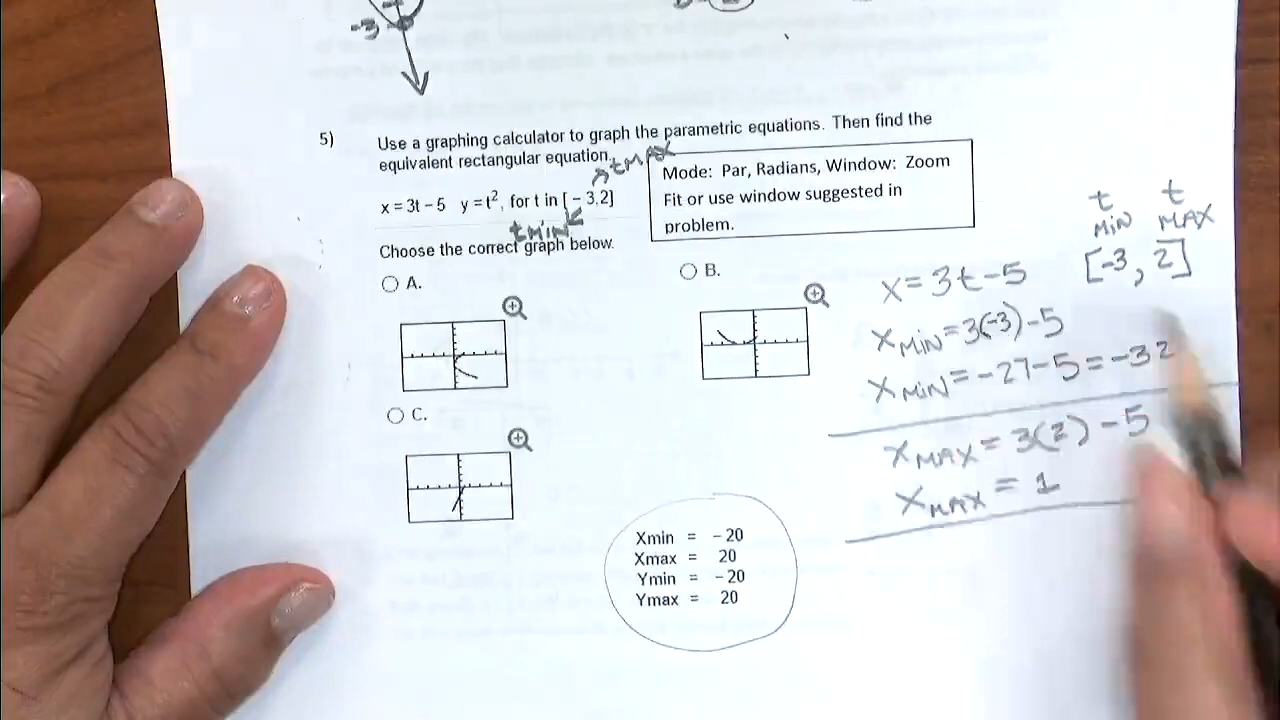 -3
5)
Use a graphing calculator to graph the parametric equations. Then find the
equivalent rectangular equation.
tMAX
x = 3t − 5 y = t², for t in [− 3,2]
tMiN
Choose the correct graph below.
Mode: Par, Radians, Window: Zoom
Fit or use window suggested in
problem.
A.
B.
C.
Xmin = − 20
Xmax = 20
Ymin = − 20
Ymax = 20
t t
MiN MAX
[-3, 2]
x = 3t - 5
xMiN = 3(-3) - 5
xMiN = -27 - 5 = -32
xMAX = 3(2) - 5
xMAX = 1